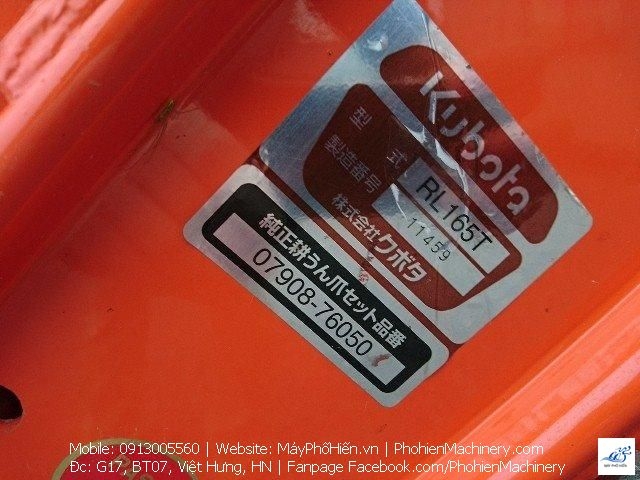 Kubota
型式 RL165T
製造番号 11459
株式会社クボタ
純正耕うん爪セット品番
07908-76050
Mobile: 0913005560 | Website: MáyPhốHiến.vn | PhohienMachinery.com
Đc: G17, BT07, Việt Hưng, HN | Fanpage Facebook.com/PhohienMachinery